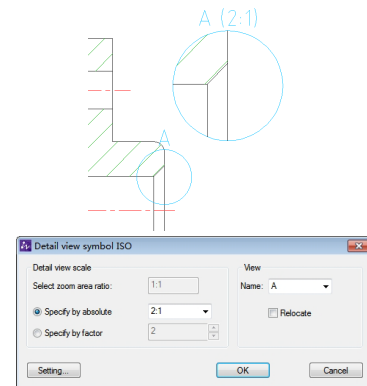 A (2:1)
A
Detail view symbol ISO
Detail view scale
Select zoom area ratio: 1:1
Specify by absolute 2:1
Specify by factor 2
View
Name: A
Relocate
Setting... OK Cancel